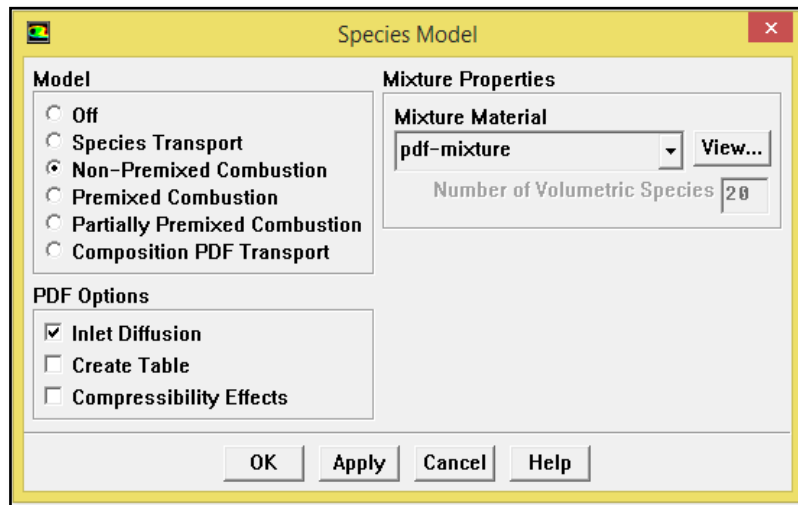 Species Model
Model
Off
Species Transport
Non-Premixed Combustion
Premixed Combustion
Partially Premixed Combustion
Composition PDF Transport
PDF Options
Inlet Diffusion
Create Table
Compressibility Effects
Mixture Properties
Mixture Material
pdf-mixture View...
Number of Volumetric Species 20
OK Apply Cancel Help